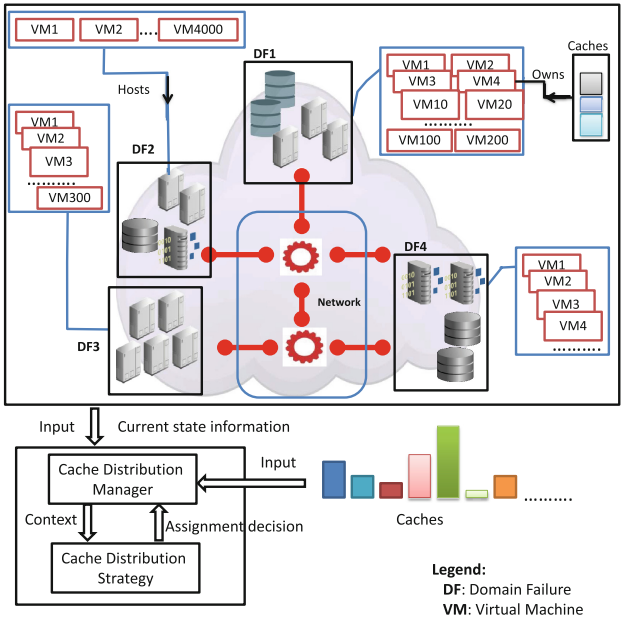 VM1 VM2 .... VM4000
DF1
Hosts
VM1 VM2
VM3 VM4
VM10 VM20
..........
VM100 VM200
Owns
Caches
VM1
VM2
VM3
..........
VM300
DF2
DF3
Network
DF4
VM1
VM2
VM3
VM4
..........
Input Current state information
Cache Distribution
Manager
Input
Context
Assignment decision
Cache Distribution
Strategy
..........
Caches
Legend:
DF: Domain Failure
VM: Virtual Machine